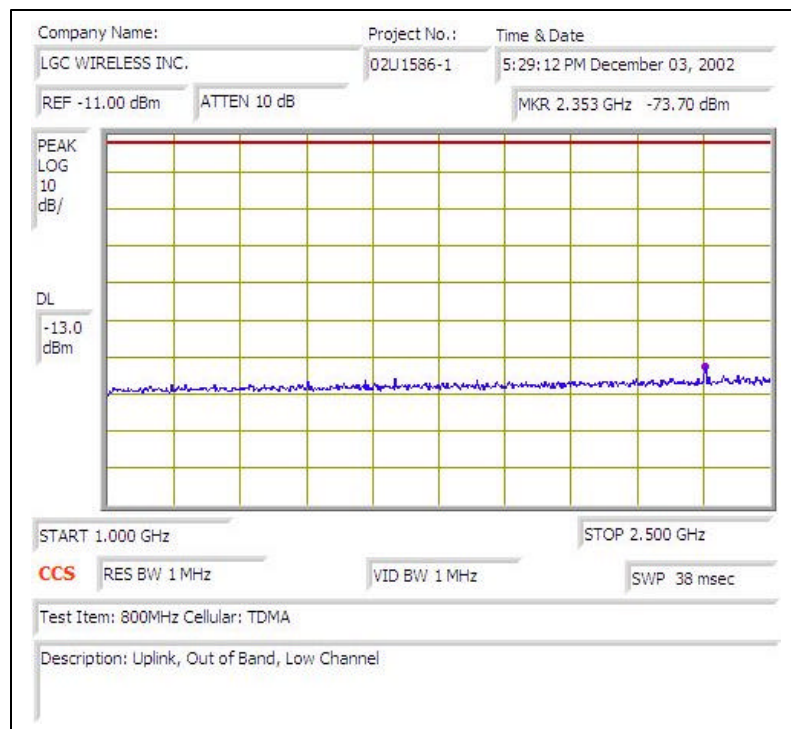 Company Name:
Project No.:
Time & Date
LGC WIRELESS INC.
02U1586-1
5:29:12 PM December 03, 2002
REF -11.00 dBm
ATTEN 10 dB
MKR 2.353 GHz -73.70 dBm
PEAK
LOG
10
dB/
DL
-13.0
dBm
START 1.000 GHz
STOP 2.500 GHz
CCS
RES BW 1 MHz
VID BW 1 MHz
SWP 38 msec
Test Item: 800MHz Cellular: TDMA
Description: Uplink, Out of Band, Low Channel